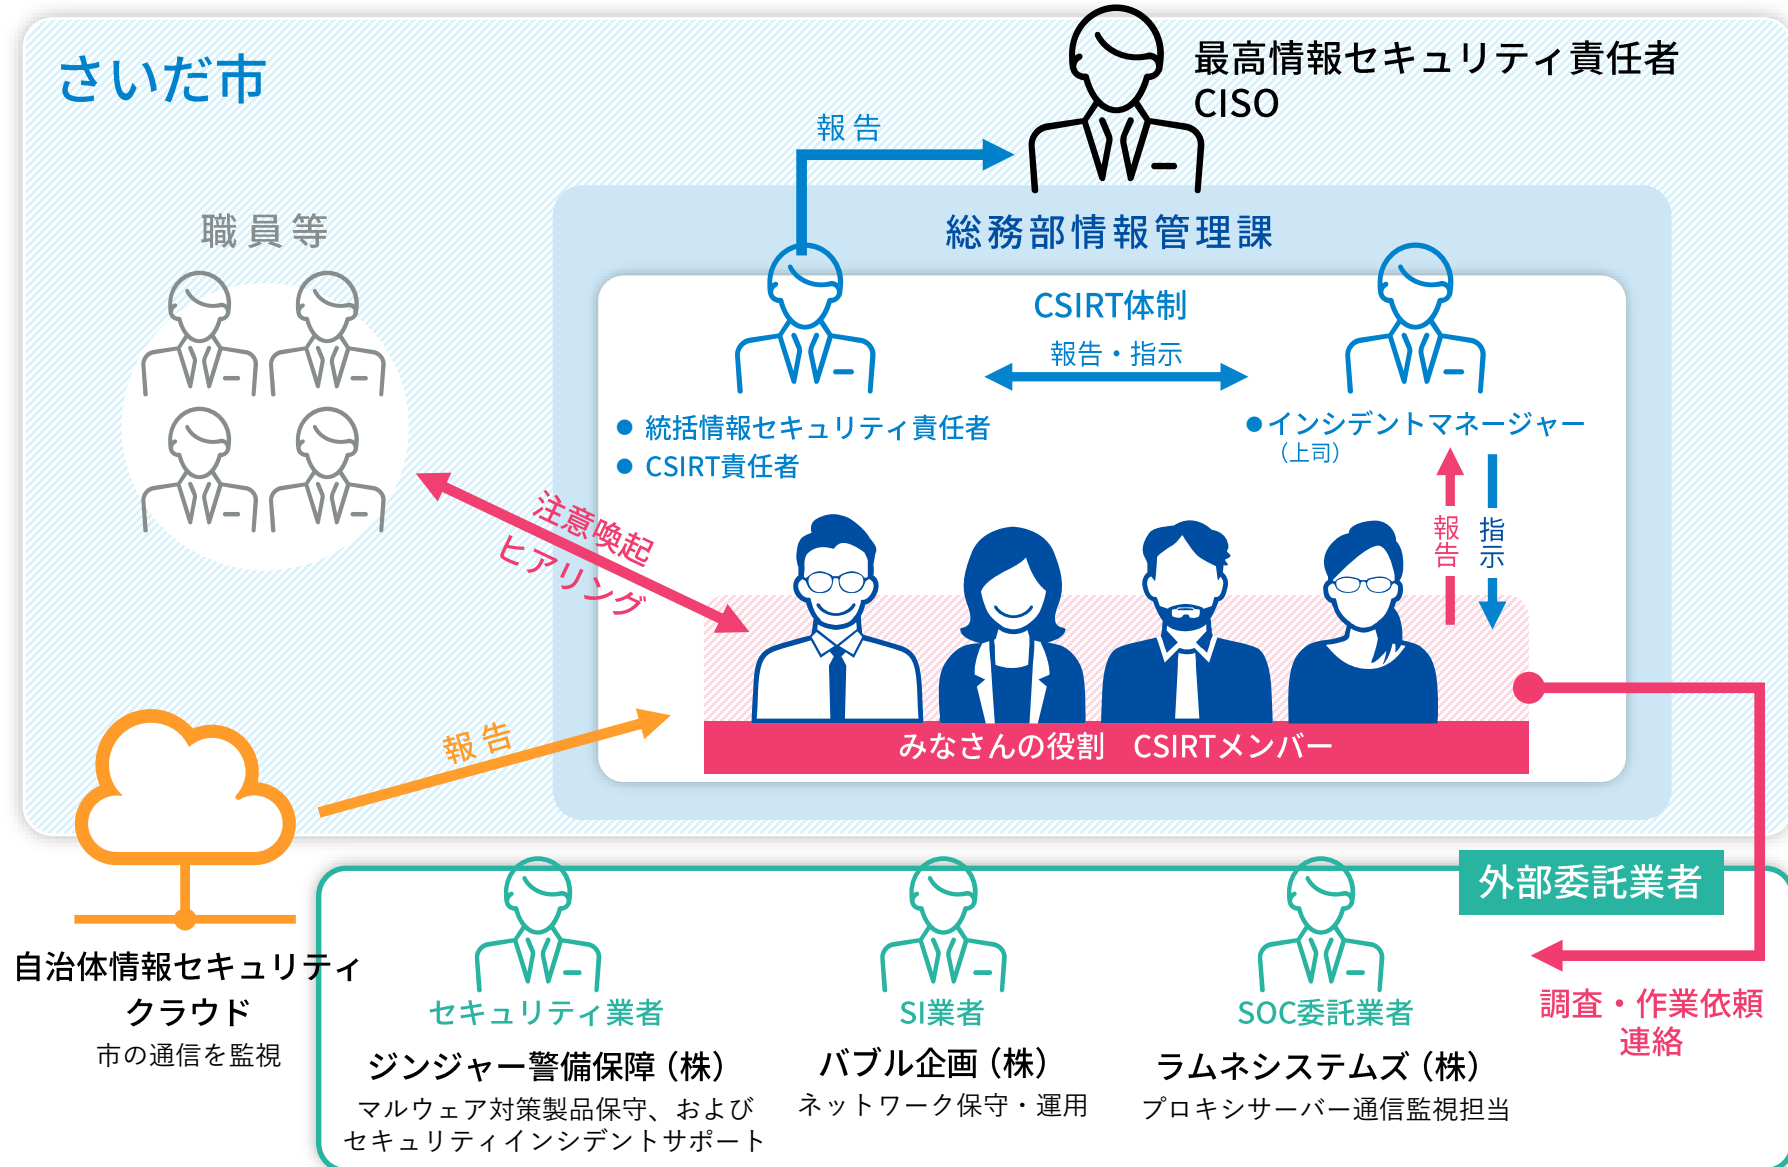 さいだ市
最高情報セキュリティ責任者
CISO
報告
職員等
総務部情報管理課
CSIRT体制
報告・指示
● 統括情報セキュリティ責任者
● CSIRT責任者
● インシデントマネージャー
（上司）
注意喚起
ヒアリング
報告
指示
報告
みなさんの役割 CSIRTメンバー
外部委託業者
自治体情報セキュリティ
クラウド
市の通信を監視
セキュリティ業者
ジンジャー警備保障（株）
マルウェア対策製品保守、および
セキュリティインシデントサポート
SI業者
バブル企画（株）
ネットワーク保守・運用
SOC委託業者
ラムネシステムズ（株）
プロキシサーバー通信監視担当
調査・作業依頼
連絡